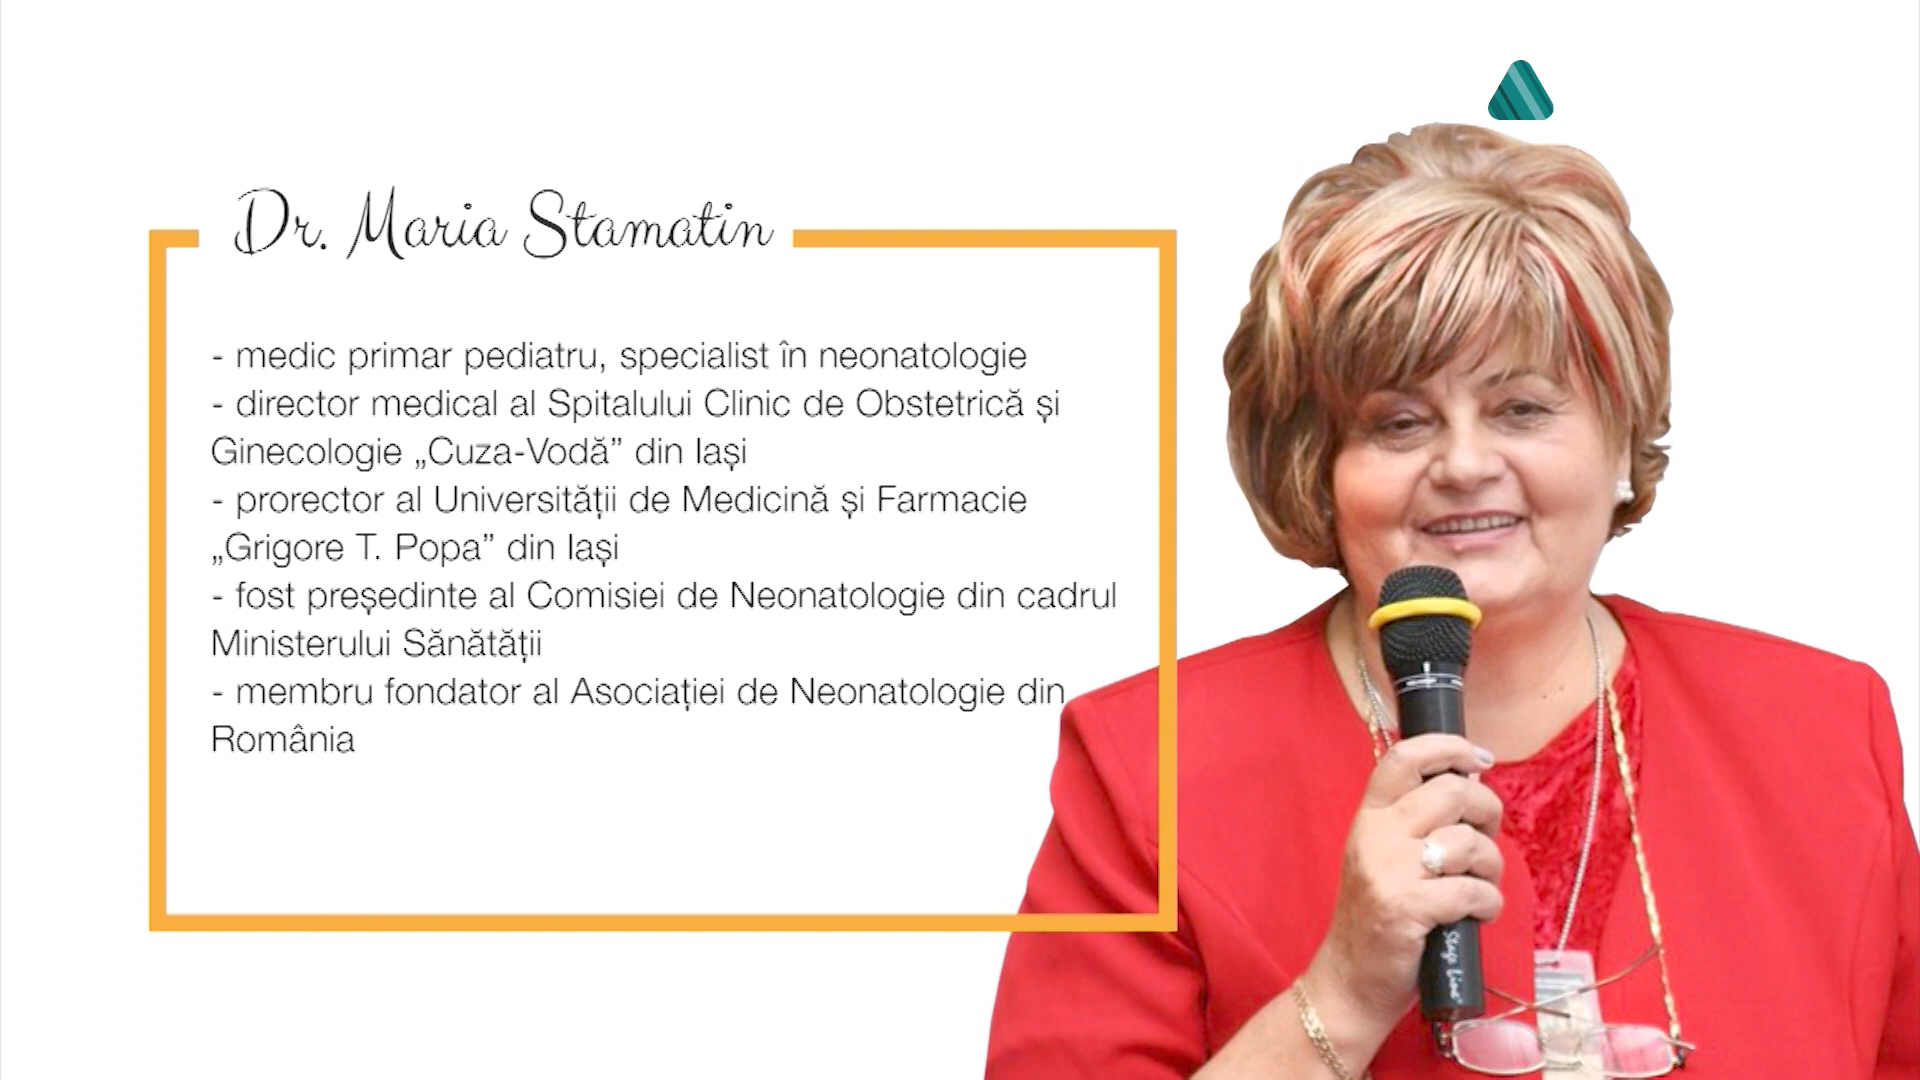 Dr. Maria Stamatin
- medic primar pediatru, specialist în neonatologie
- director medical al Spitalului Clinic de Obstetrică și
Ginecologie „Cuza-Vodă” din Iași
- prorector al Universității de Medicină și Farmacie
„Grigore T. Popa” din Iași
- fost președinte al Comisiei de Neonatologie din cadrul
Ministerului Sănătății
- membru fondator al Asociației de Neonatologie din
România
Stage Line